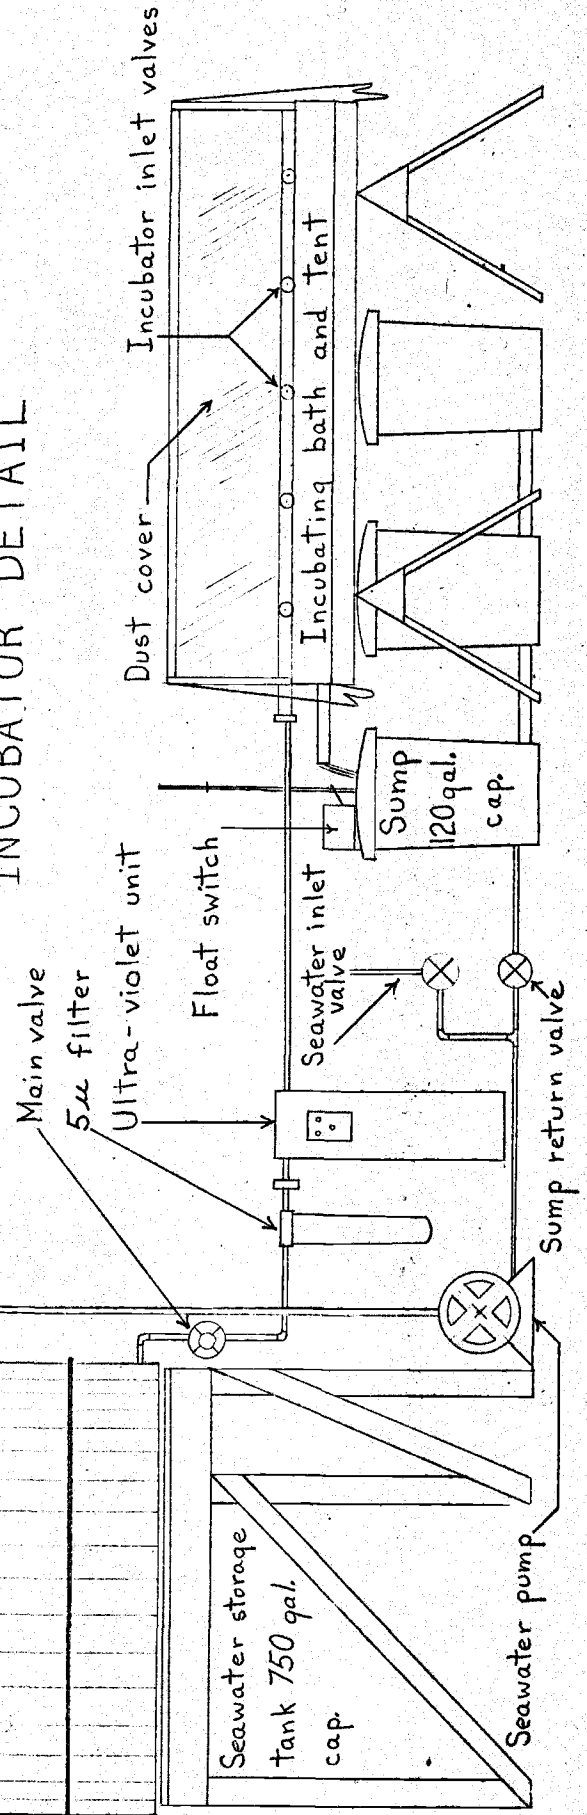 INCUBATOR DETAIL
Main valve
5µ filter
Ultra-violet unit
Float switch
Seawater inlet
valve
Dust cover
Incubator inlet valves
Incubating bath and tent
Sump
120 gal.
cap.
Sump return valve
Seawater storage
tank 750 gal.
cap.
Seawater pump